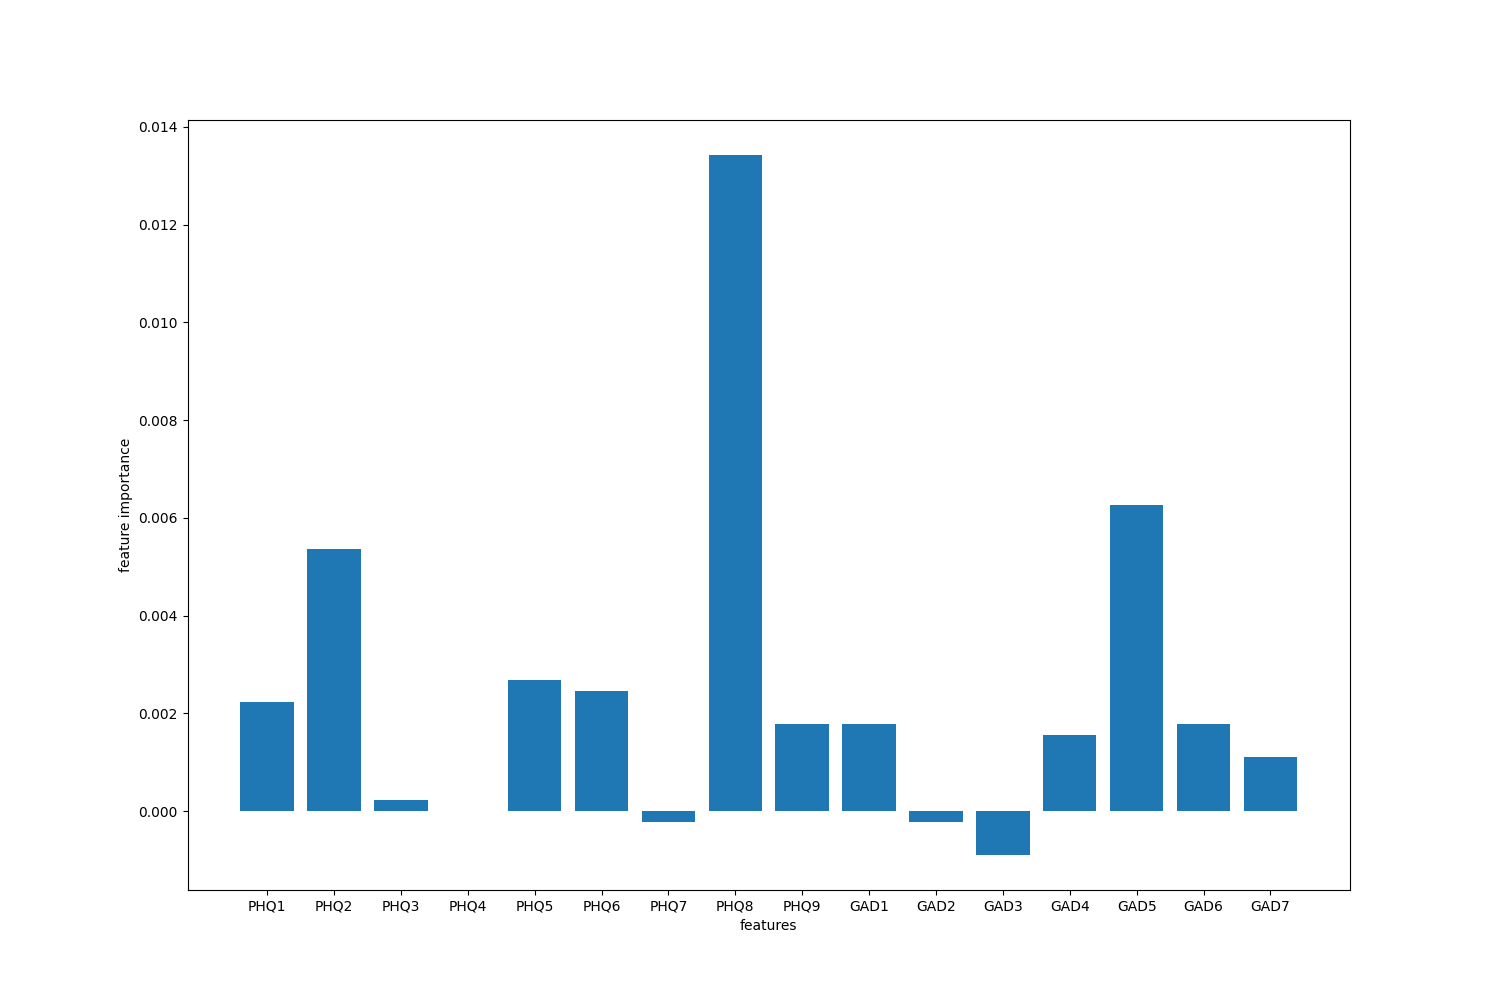 0.014
0.012
0.010
0.008
0.006
0.004
0.002
0.000
feature importance
PHQ1 PHQ2 PHQ3 PHQ4 PHQ5 PHQ6 PHQ7 PHQ8 PHQ9 GAD1 GAD2 GAD3 GAD4 GAD5 GAD6 GAD7
features